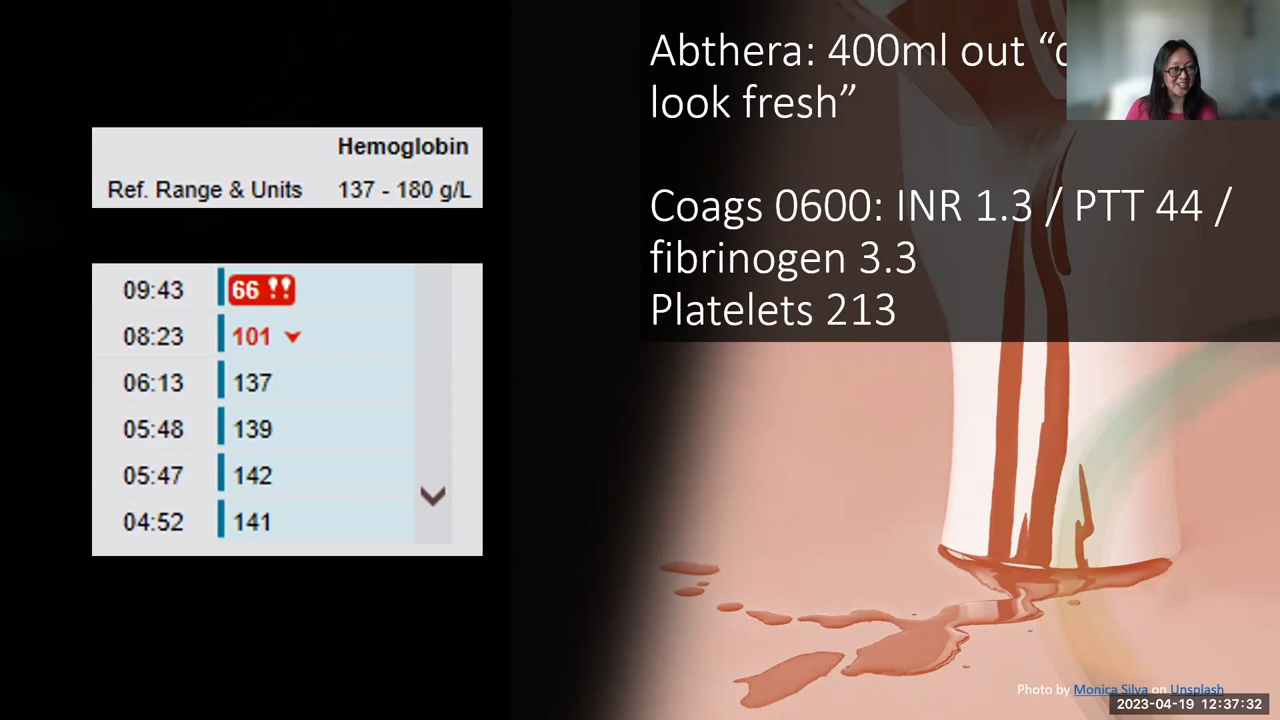 Abthera: 400ml out “
look fresh”
Coags 0600: INR 1.3 / PTT 44 /
fibrinogen 3.3
Platelets 213
Hemoglobin
Ref. Range & Units 137 - 180 g/L
09:43 66 !!
08:23 101
06:13 137
05:48 139
05:47 142
04:52 141
Photo by Monica Silva on Unsplash
2023-04-19 12:37:32